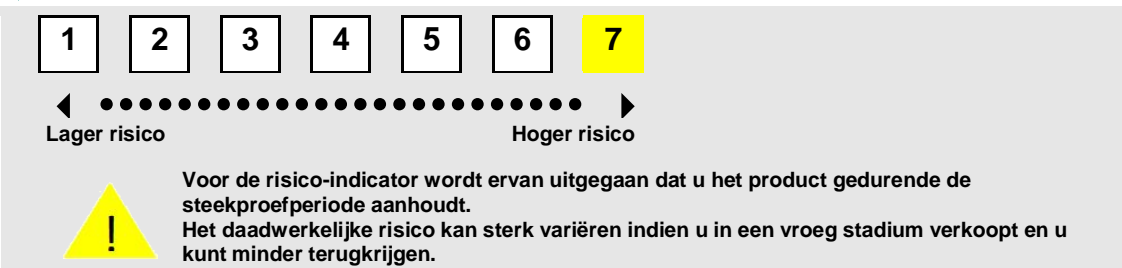 1 2 3 4 5 6 7
Lager risico Hoger risico
!
Voor de risico-indicator wordt ervan uitgegaan dat u het product gedurende de
steekproefperiode aanhoudt.
Het daadwerkelijke risico kan sterk variëren indien u in een vroeg stadium verkoopt en u
kunt minder terugkrijgen.